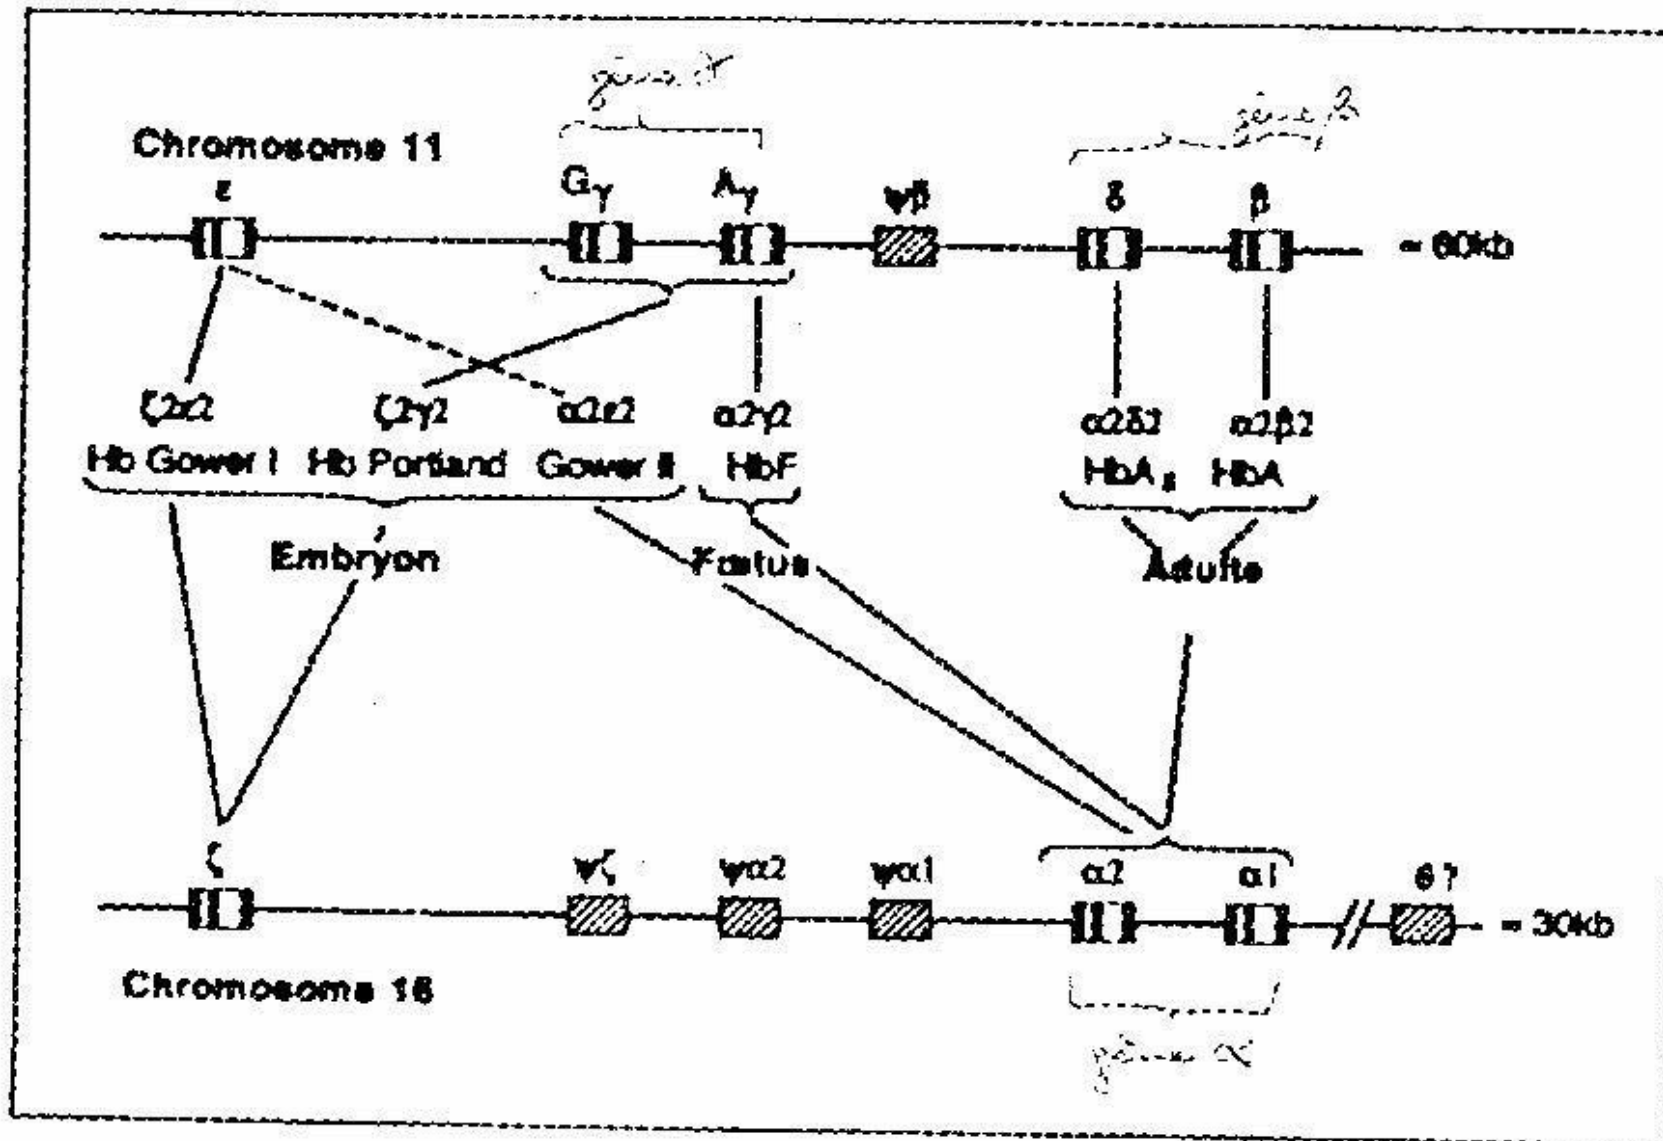 gène γ
gène β
Chromosome 11
ε Gγ Aγ ψβ δ β
≈ 60kb
ζ2ε2 ζ2γ2 α2ε2 α2γ2 α2δ2 α2β2
Hb Gower I Hb Portland Gower II HbF HbA₂ HbA
Embryon Fœtus Adulte
ζ ψζ ψα2 ψα1 α2 α1 θ?
≈ 30kb
Chromosome 16
gène α